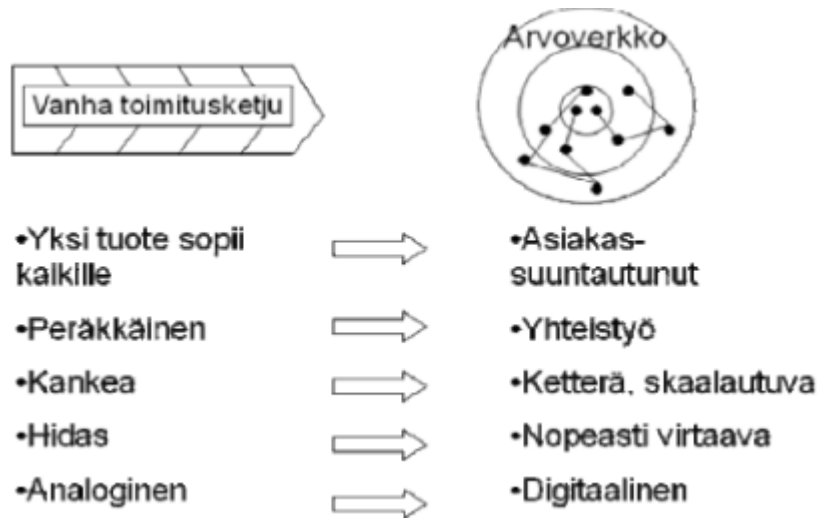 Vanha toimitusketju
Arvoverkko
•Yksi tuote sopii
kaikille
•Asiakas-
suuntautunut
•Peräkkäinen
•Yhteistyö
•Kankea
•Ketterä, skaalautuva
•Hidas
•Nopeasti virtaava
•Analoginen
•Digitaalinen